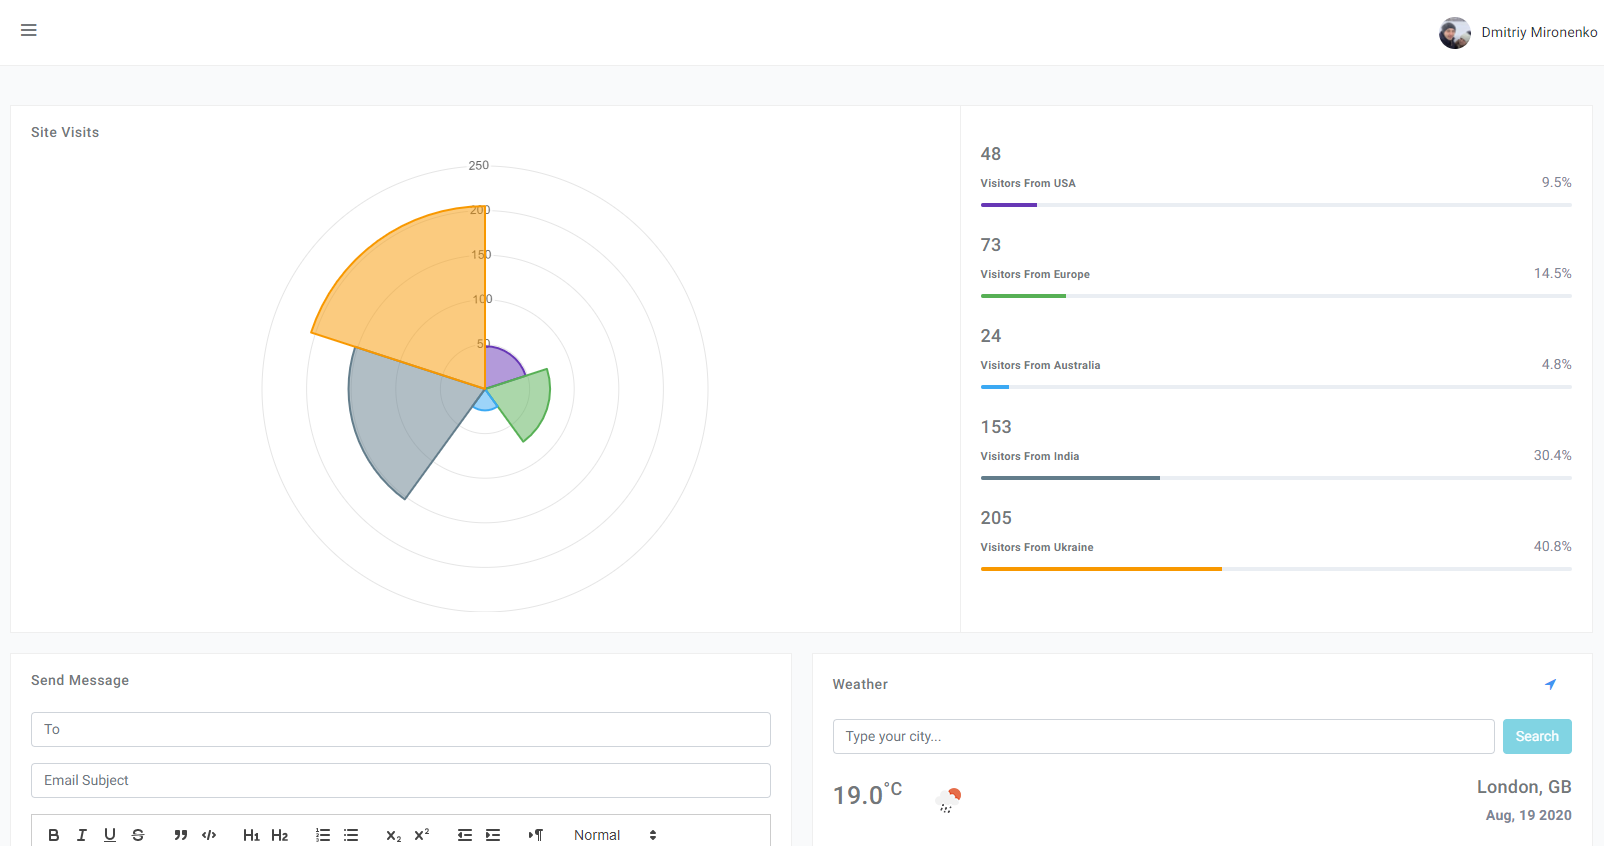 Dmitriy Mironenko
Site Visits
250
200
150
100
50
48
Visitors From USA
9.5%
73
Visitors From Europe
14.5%
24
Visitors From Australia
4.8%
153
Visitors From India
30.4%
205
Visitors From Ukraine
40.8%
Send Message
To
Email Subject
B I U S ” </> H1 H2 X2 X² ¶ Normal
Weather
Type your city...
Search
19.0°C
London, GB
Aug, 19 2020